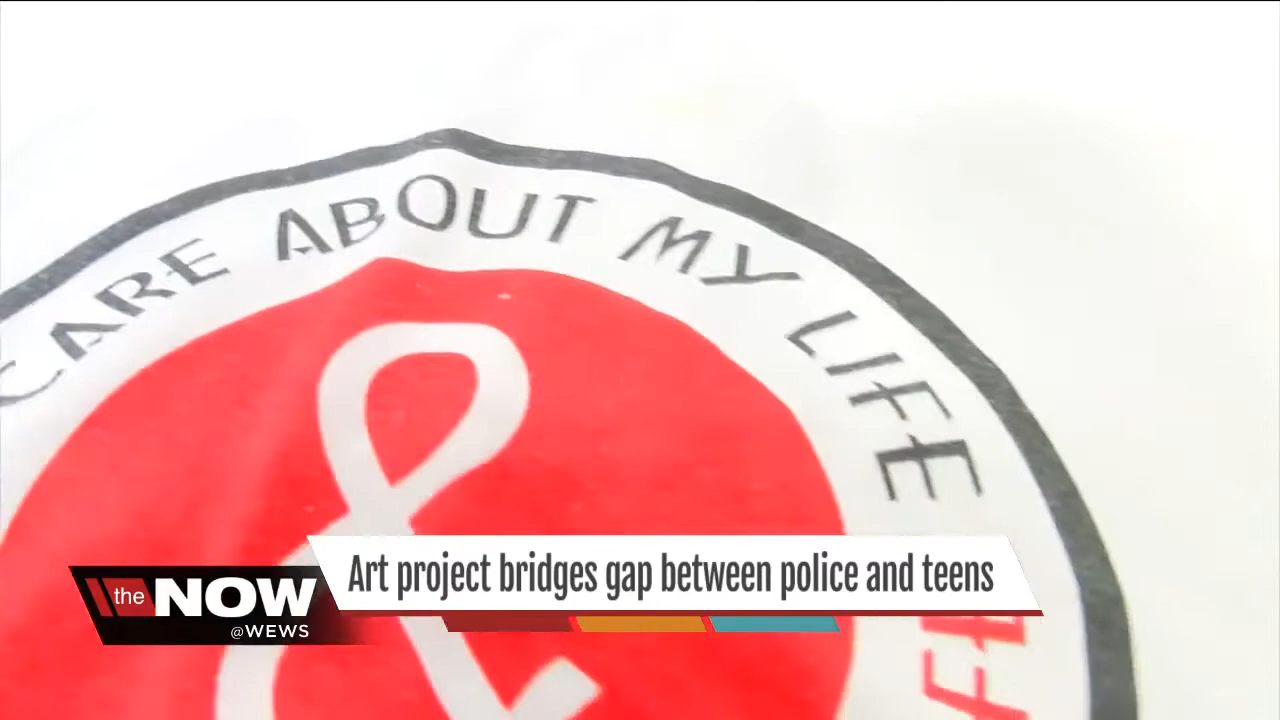 CARE ABOUT MY LIFE
&
Art project bridges gap between police and teens
the NOW
@WEWS